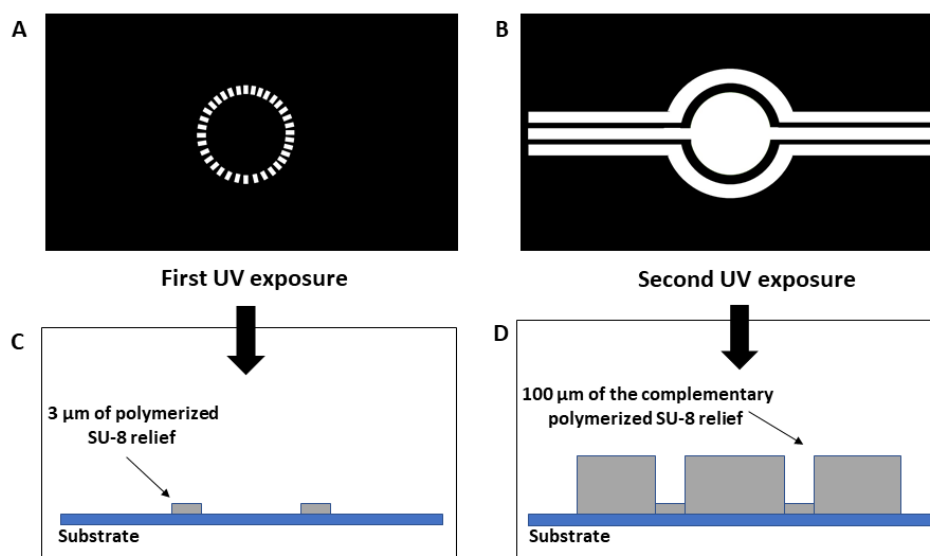 A
B
First UV exposure
Second UV exposure
C
D
3 µm of polymerized
SU-8 relief
100 µm of the complementary
polymerized SU-8 relief
Substrate
Substrate